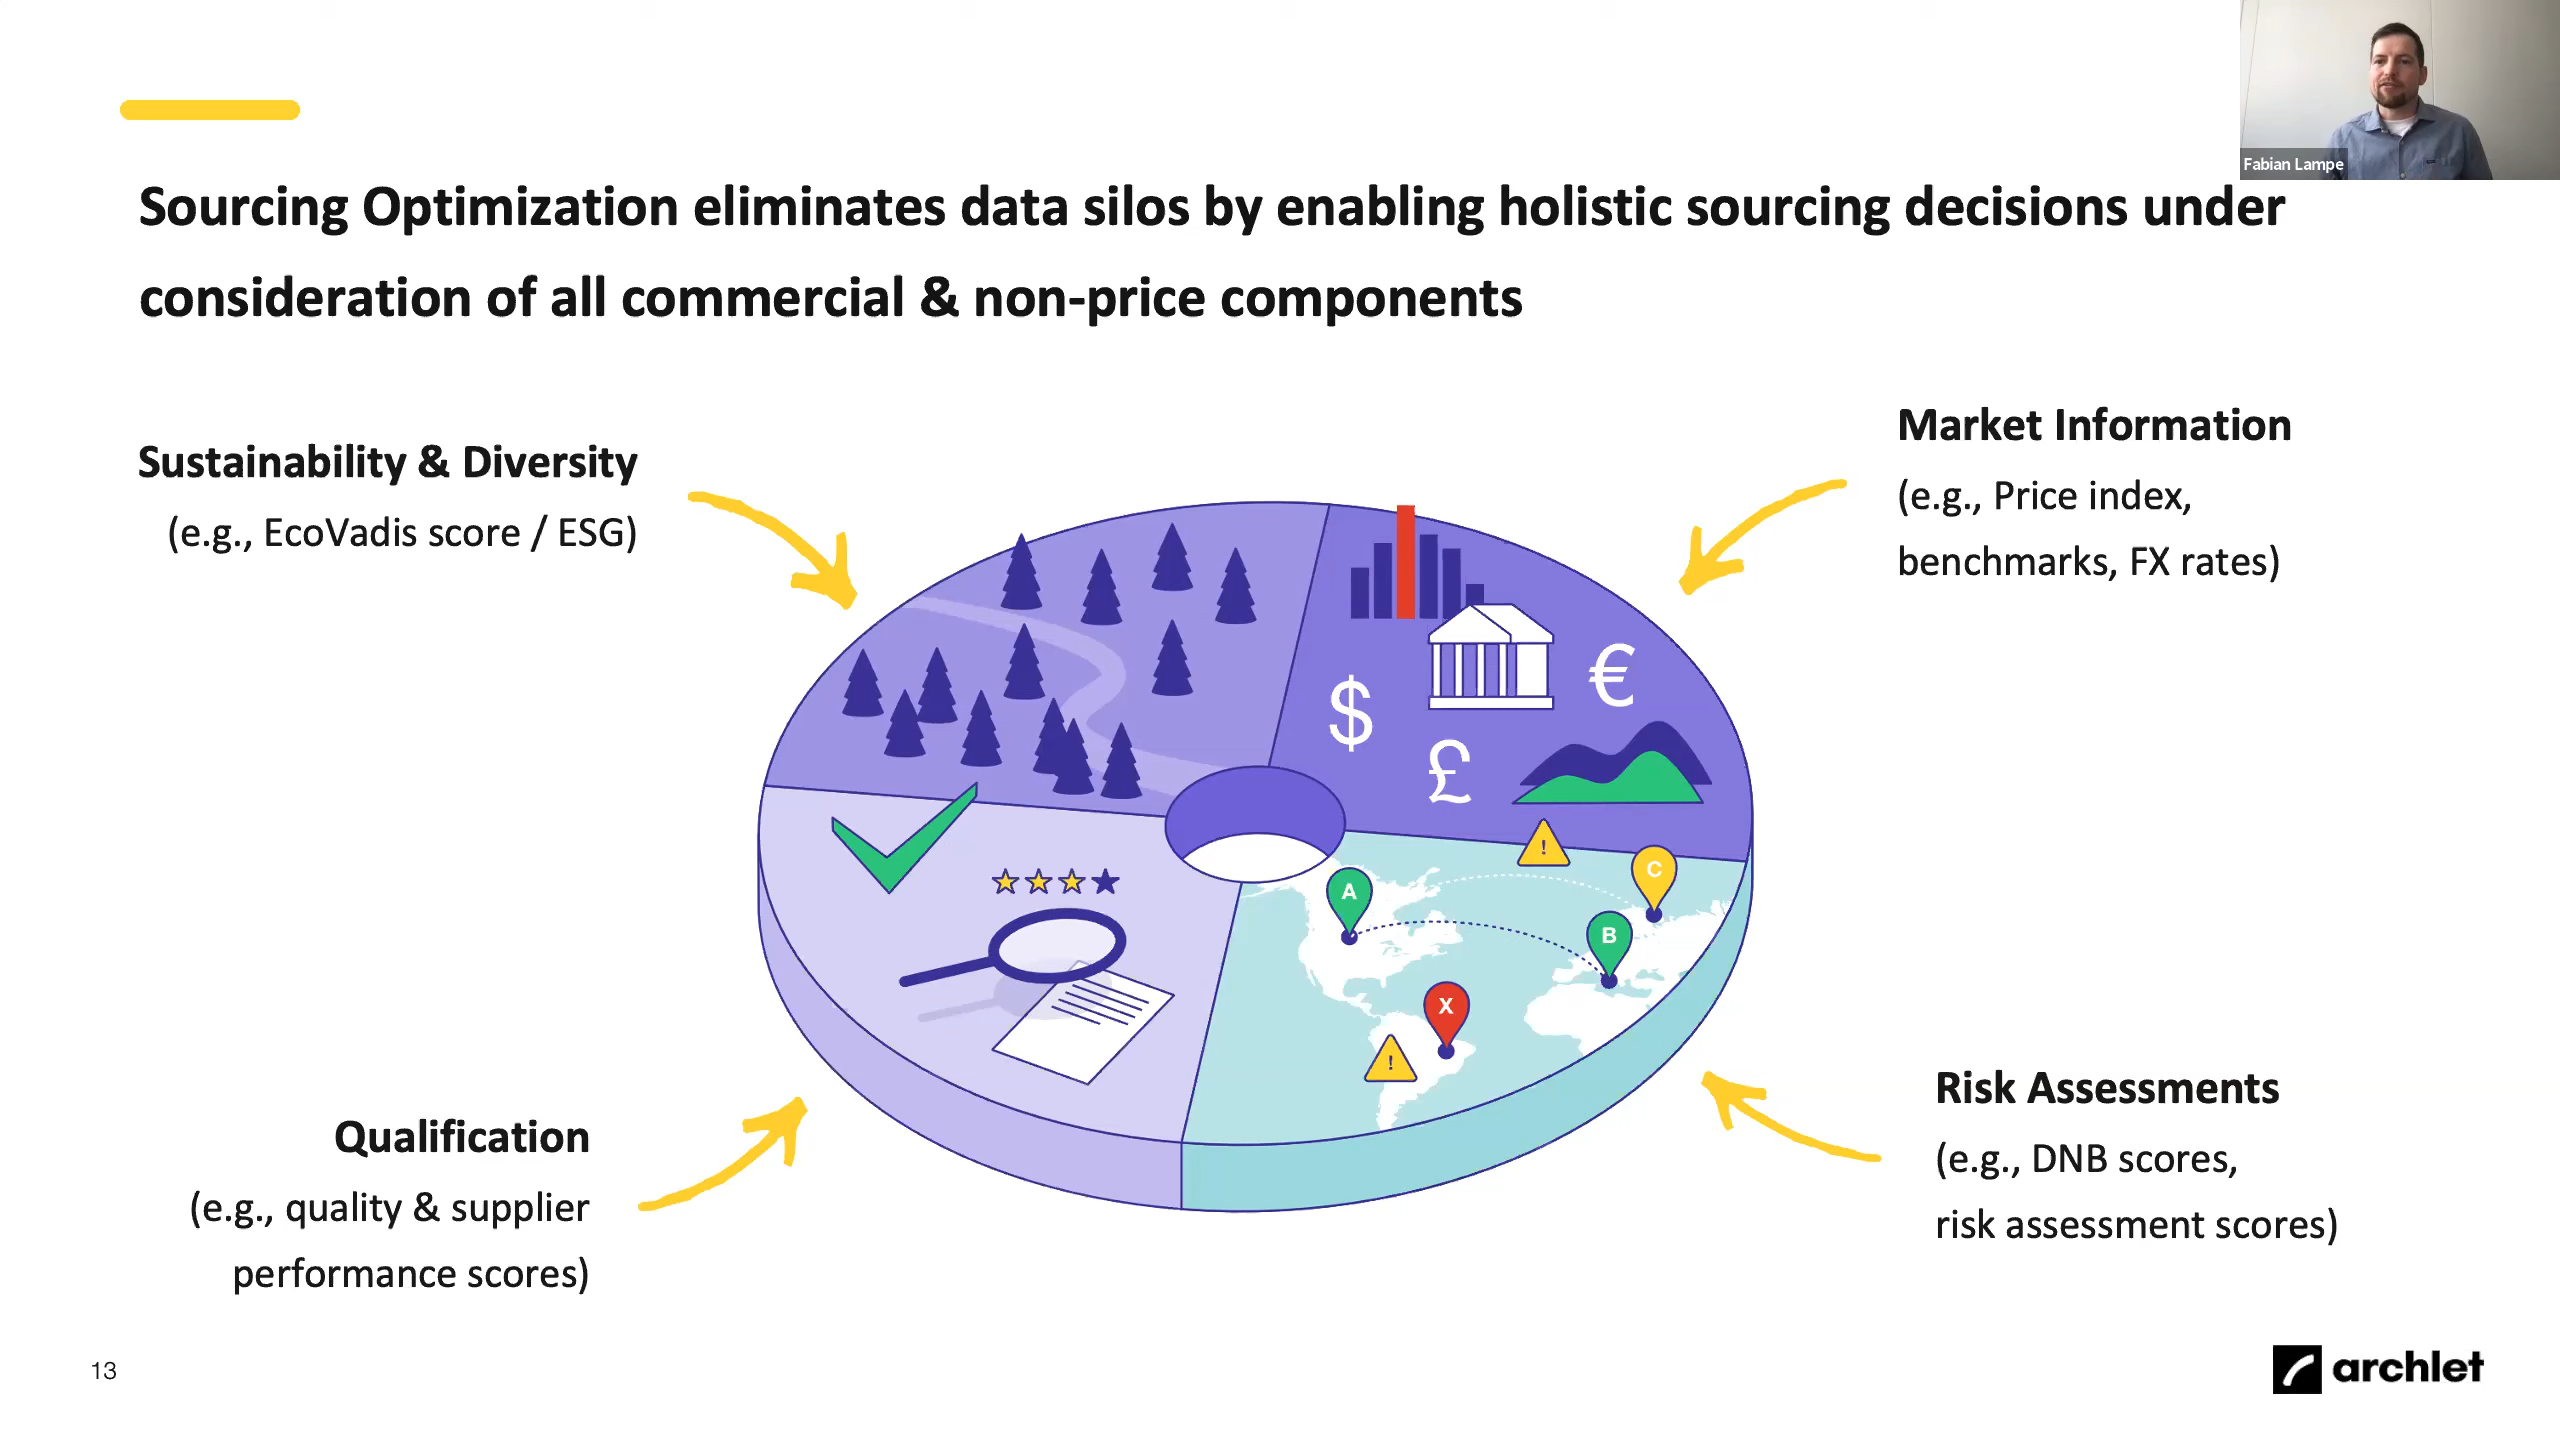 Fabian Lampe
Sourcing Optimization eliminates data silos by enabling holistic sourcing decisions under
consideration of all commercial & non-price components
Sustainability & Diversity
(e.g., EcoVadis score / ESG)
Market Information
(e.g., Price index,
benchmarks, FX rates)
$
€
£
!
C
A
B
X
!
Qualification
(e.g., quality & supplier
performance scores)
Risk Assessments
(e.g., DNB scores,
risk assessment scores)
13
archlet